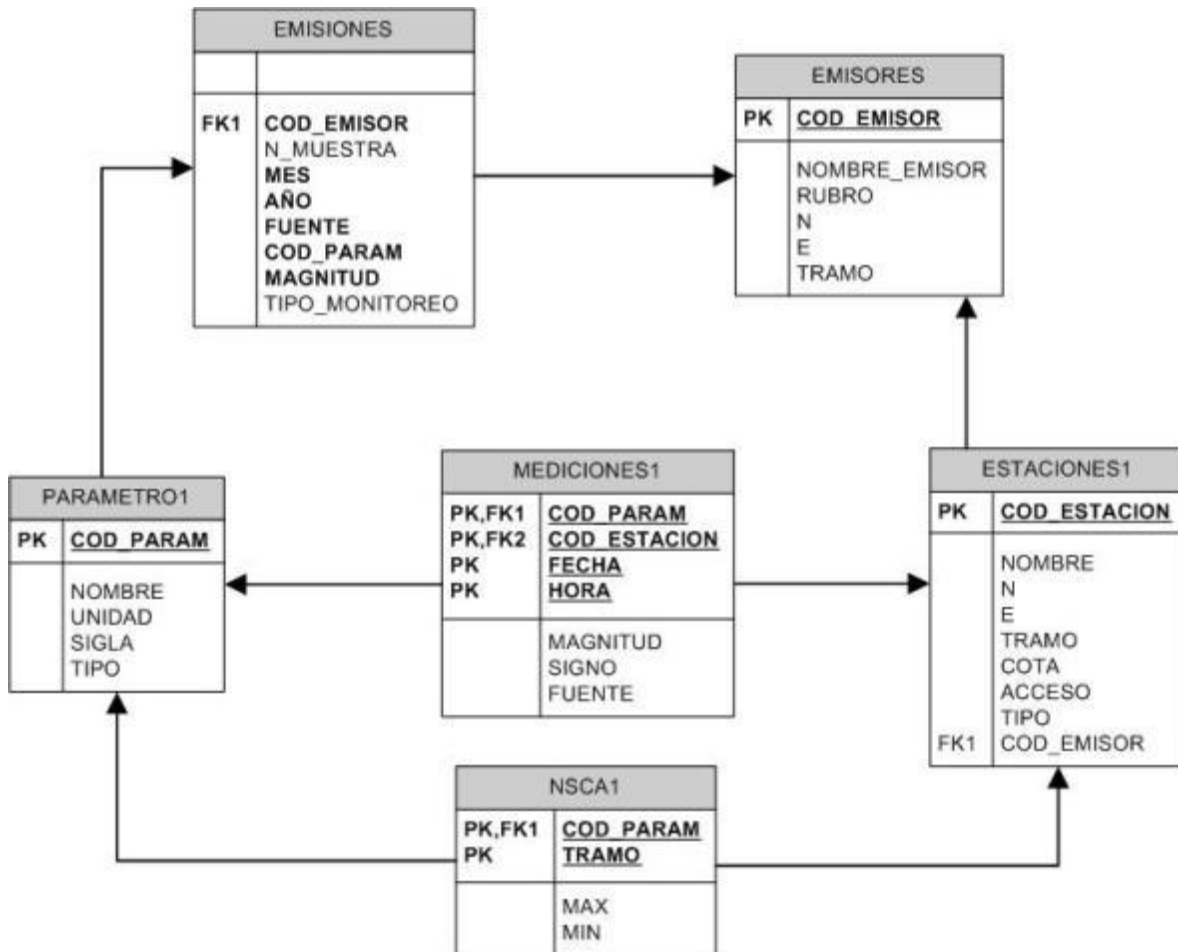 EMISIONES
FK1 COD_EMISOR
N_MUESTRA
MES
AÑO
FUENTE
COD_PARAM
MAGNITUD
TIPO_MONITOREO
EMISORES
PK COD_EMISOR
NOMBRE_EMISOR
RUBRO
N
E
TRAMO
PARAMETRO1
PK COD_PARAM
NOMBRE
UNIDAD
SIGLA
TIPO
MEDICIONES1
PK,FK1 COD_PARAM
PK,FK2 COD_ESTACION
PK FECHA
PK HORA
MAGNITUD
SIGNO
FUENTE
ESTACIONES1
PK COD_ESTACION
NOMBRE
N
E
TRAMO
COTA
ACCESO
TIPO
FK1 COD_EMISOR
NSCA1
PK,FK1 COD_PARAM
PK TRAMO
MAX
MIN